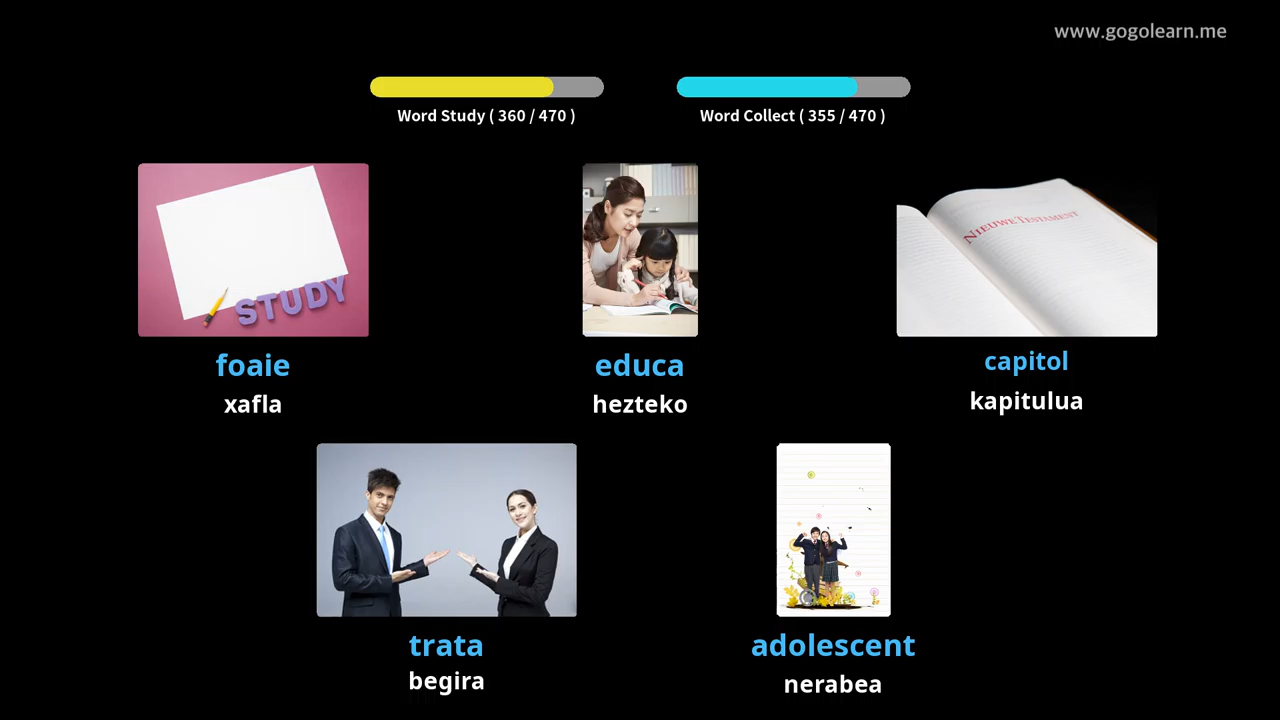 www.gogolearn.me
Word Study ( 360 / 470 )
Word Collect ( 355 / 470 )
STUDY
NIEUWE TESTAMENT
foaie
xafla
educa
hezteko
capitol
kapitulua
trata
begira
adolescent
nerabea